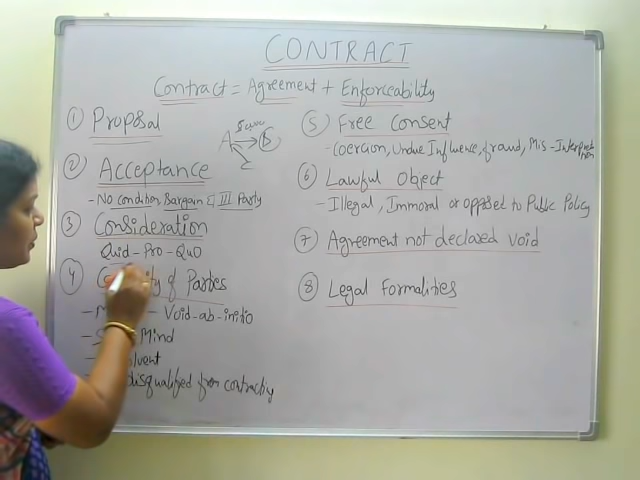 CONTRACT
Contract = Agreement + Enforceability
① Proposal
A B
C
② Acceptance
- No condition, Bargain & III Party
③ Consideration
Quid-Pro-Quo
④ of Parties
- Void-ab-initio
Mind
disqualified from
⑤ Free Consent
- Coercion, Undue Influence, fraud, Mis-Interpretation
⑥ Lawful Object
- Illegal, Immoral or opposed to Public Policy
⑦ Agreement not declared void
⑧ Legal Formalities